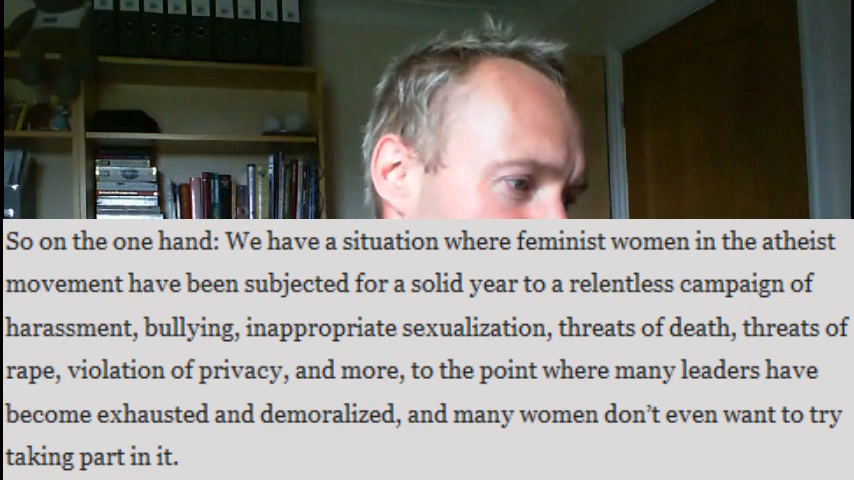 So on the one hand: We have a situation where feminist women in the atheist
movement have been subjected for a solid year to a relentless campaign of
harassment, bullying, inappropriate sexualization, threats of death, threats of
rape, violation of privacy, and more, to the point where many leaders have
become exhausted and demoralized, and many women don’t even want to try
taking part in it.